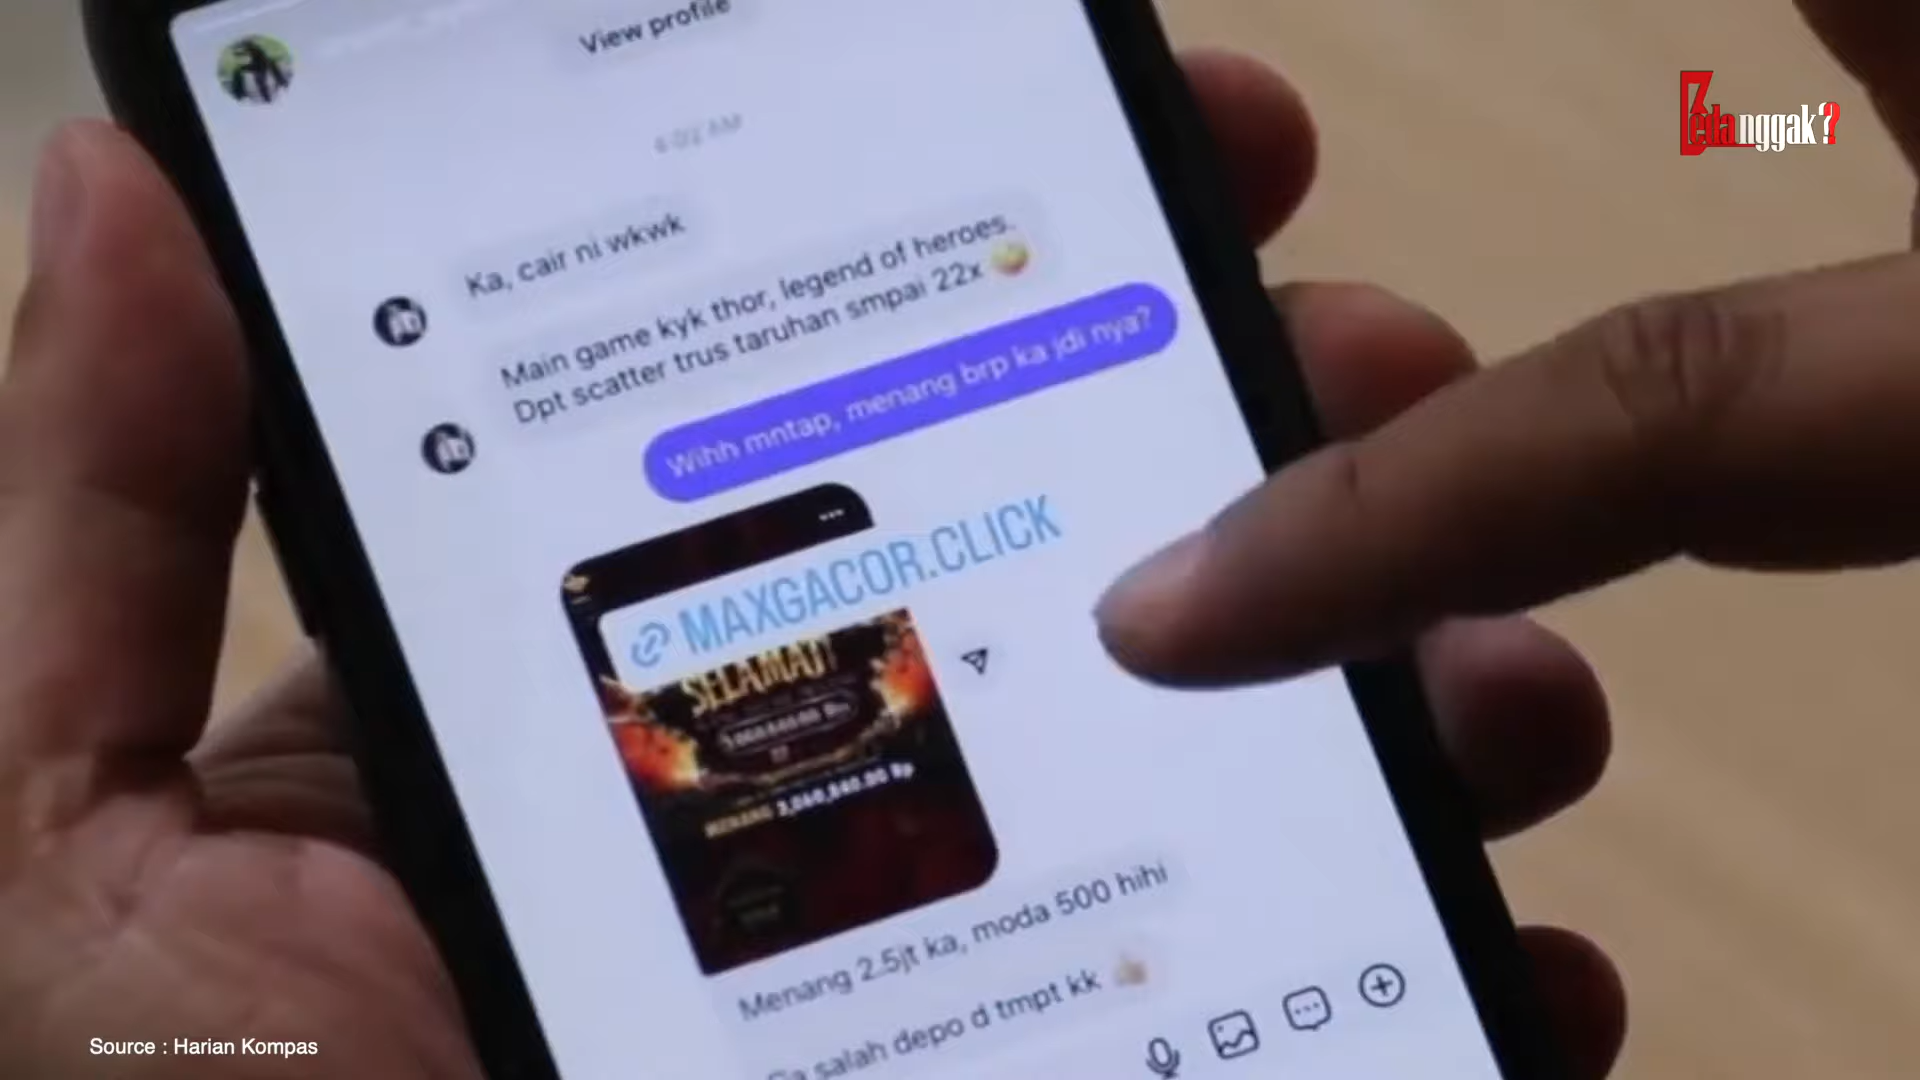 View profile
Bedanggak?
Ka, cair ni wkwk
Main game kyk thor, legend of heroes.
Dpt scatter trus taruhan smpai 22x
Wihh mntap, menang brp ka jdi nya?
MAXGACOR.CLICK
SELAMAT!
MENANG
Menang 2.5jt ka, moda 500 hihi
salah depo d tmpt kk
Source : Harian Kompas